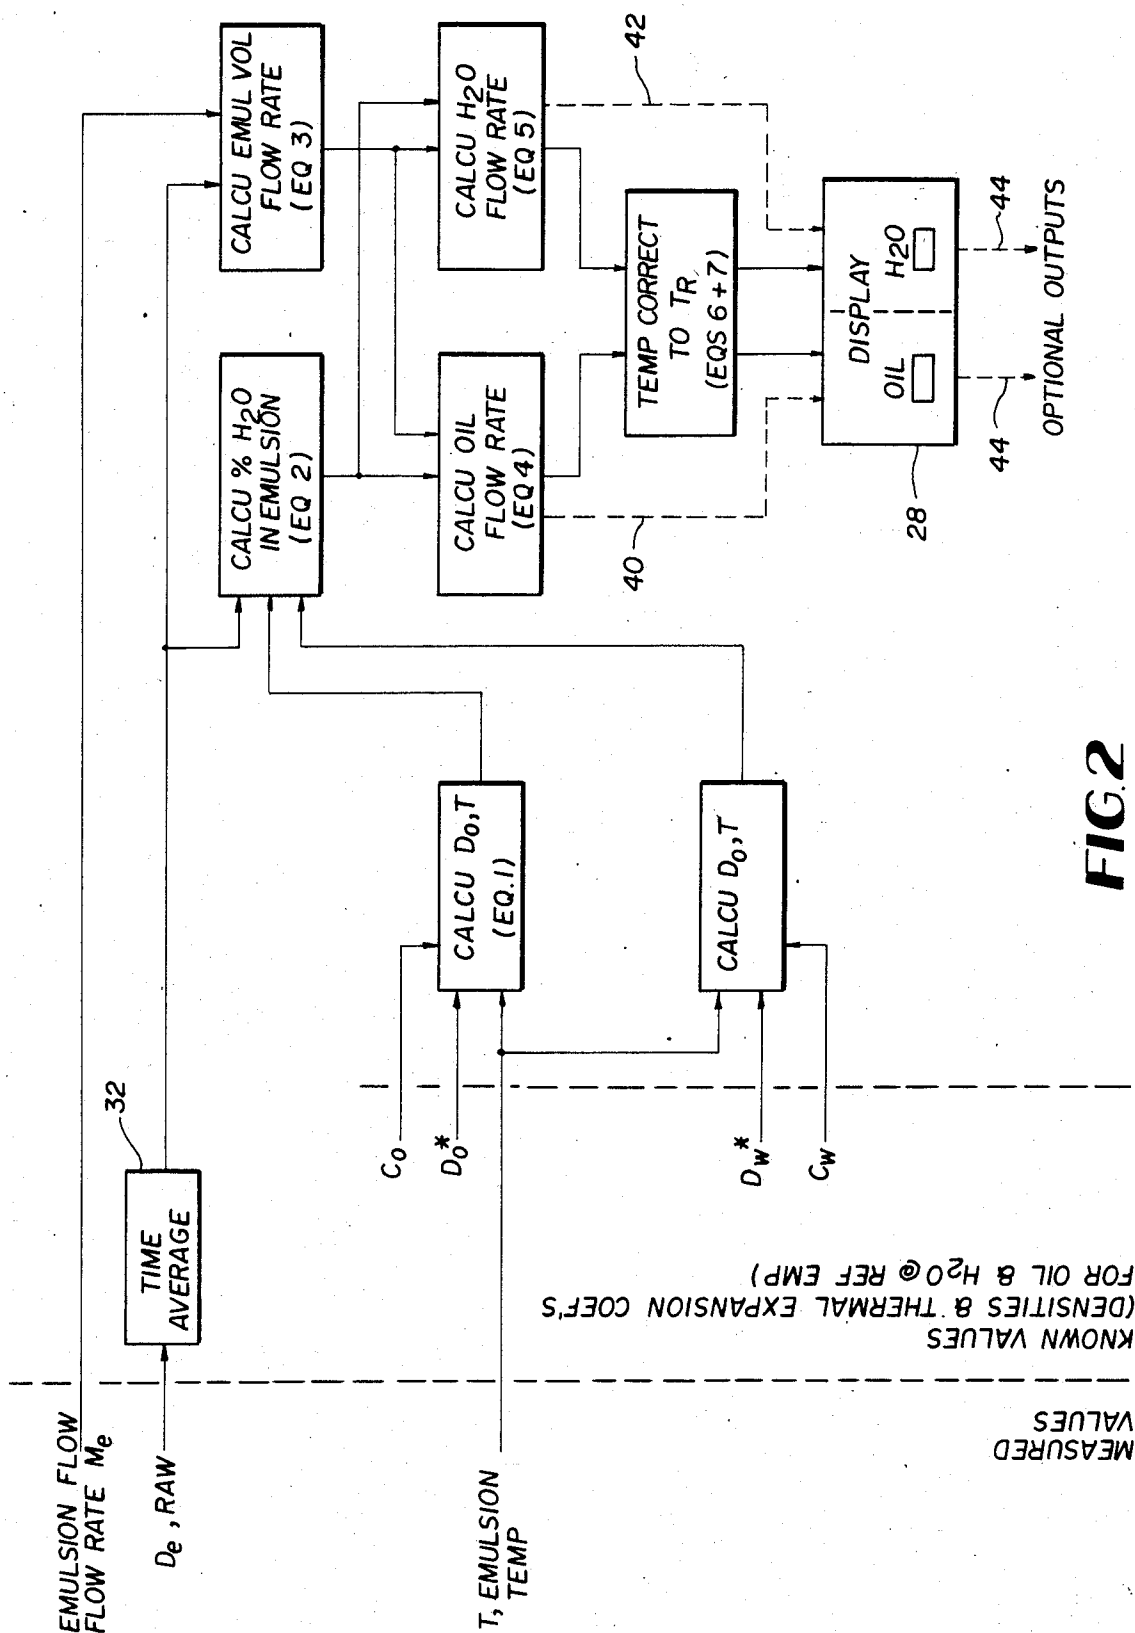 EMULSION FLOW
FLOW RATE Me
De, RAW
T, EMULSION
TEMP
MEASURED
VALUES
KNOWN VALUES
(DENSITIES & THERMAL EXPANSION COEF'S
FOR OIL & H2O @ REF EMP)
TIME
AVERAGE
32
Co
Do*
Dw*
Cw
CALCU Do,T
(EQ.1)
CALCU Do,T
CALCU % H2O
IN EMULSION
(EQ 2)
CALCU EMUL VOL
FLOW RATE
(EQ 3)
CALCU OIL
FLOW RATE
(EQ4)
CALCU H2O
FLOW RATE
(EQ 5)
40
42
TEMP CORRECT
TO TR
(EQS 6+7)
DISPLAY
OIL
H2O
28
44
44
OPTIONAL OUTPUTS
FIG.2